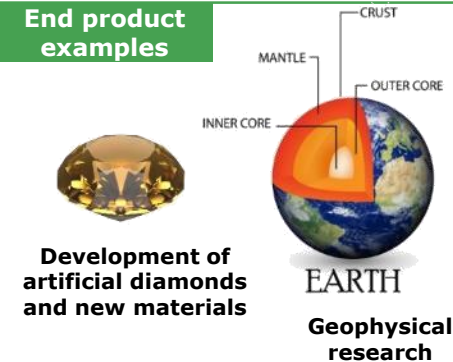 End product
examples
CRUST
MANTLE
OUTER CORE
INNER CORE
EARTH
Development of
artificial diamonds
and new materials
Geophysical
research